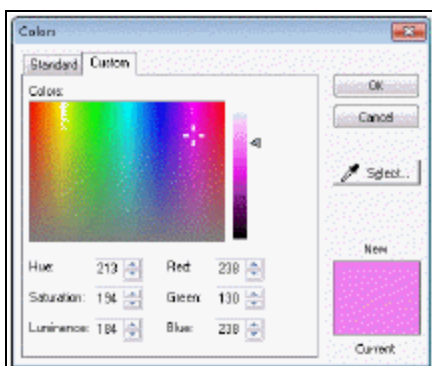 Colors
Standard Custom
Colors:
OK
Cancel
Select...
Hue: 213 Red: 238
Saturation: 194 Green: 130
Luminence: 184 Blue: 238
New
Current